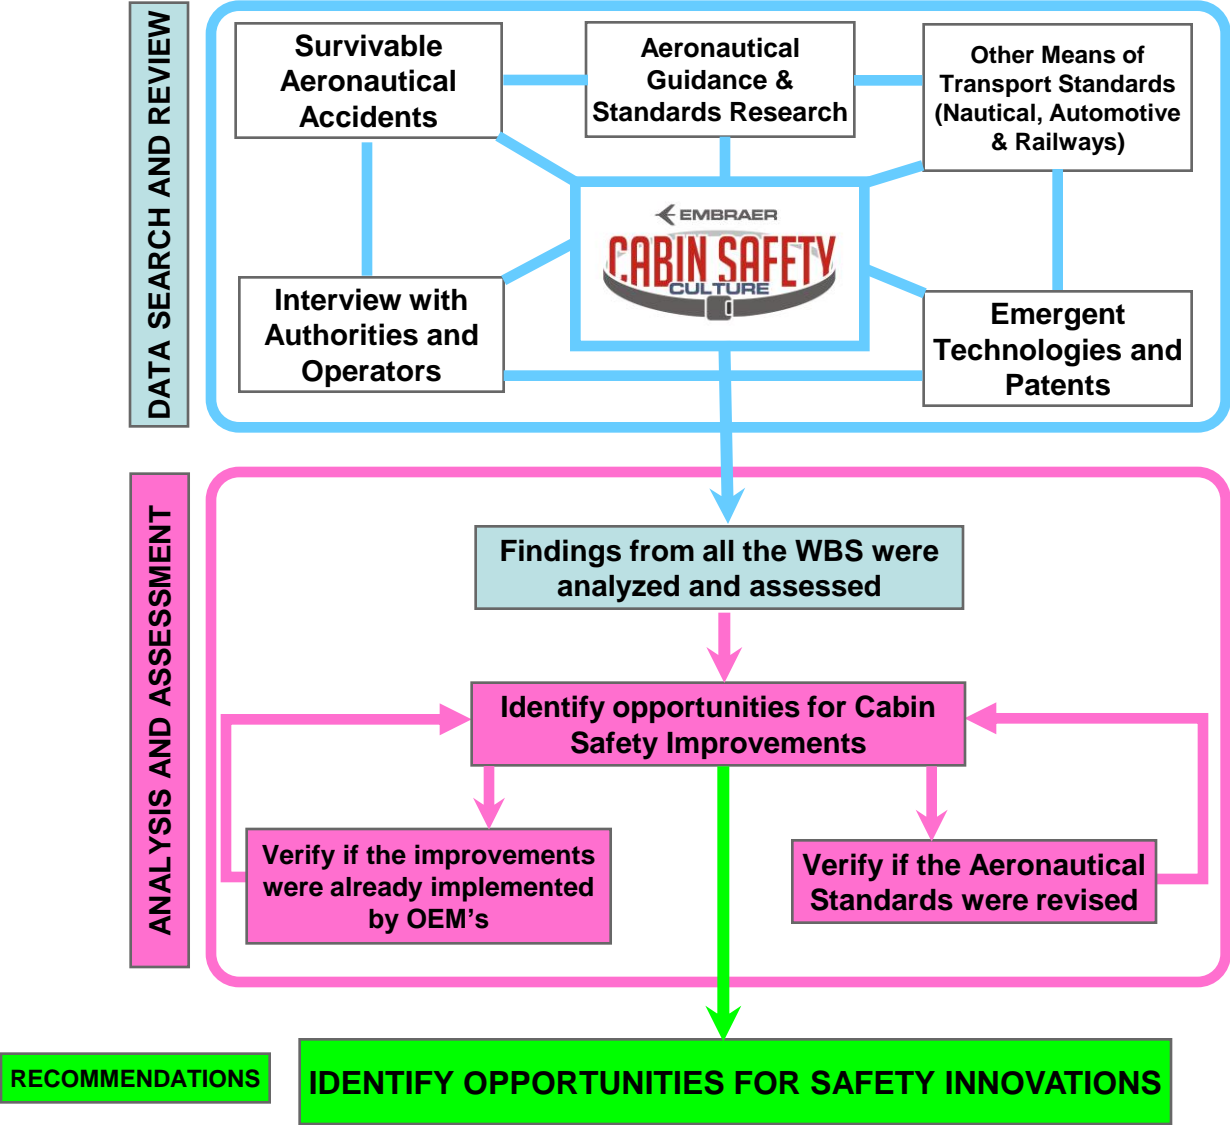 DATA SEARCH AND REVIEW
Survivable
Aeronautical
Accidents
Aeronautical
Guidance &
Standards Research
Other Means of
Transport Standards
(Nautical, Automotive
& Railways)
EMBRAER
CABIN SAFETY
CULTURE
Interview with
Authorities and
Operators
Emergent
Technologies and
Patents
ANALYSIS AND ASSESSMENT
Findings from all the WBS were
analyzed and assessed
Identify opportunities for Cabin
Safety Improvements
Verify if the improvements
were already implemented
by OEM’s
Verify if the Aeronautical
Standards were revised
RECOMMENDATIONS
IDENTIFY OPPORTUNITIES FOR SAFETY INNOVATIONS